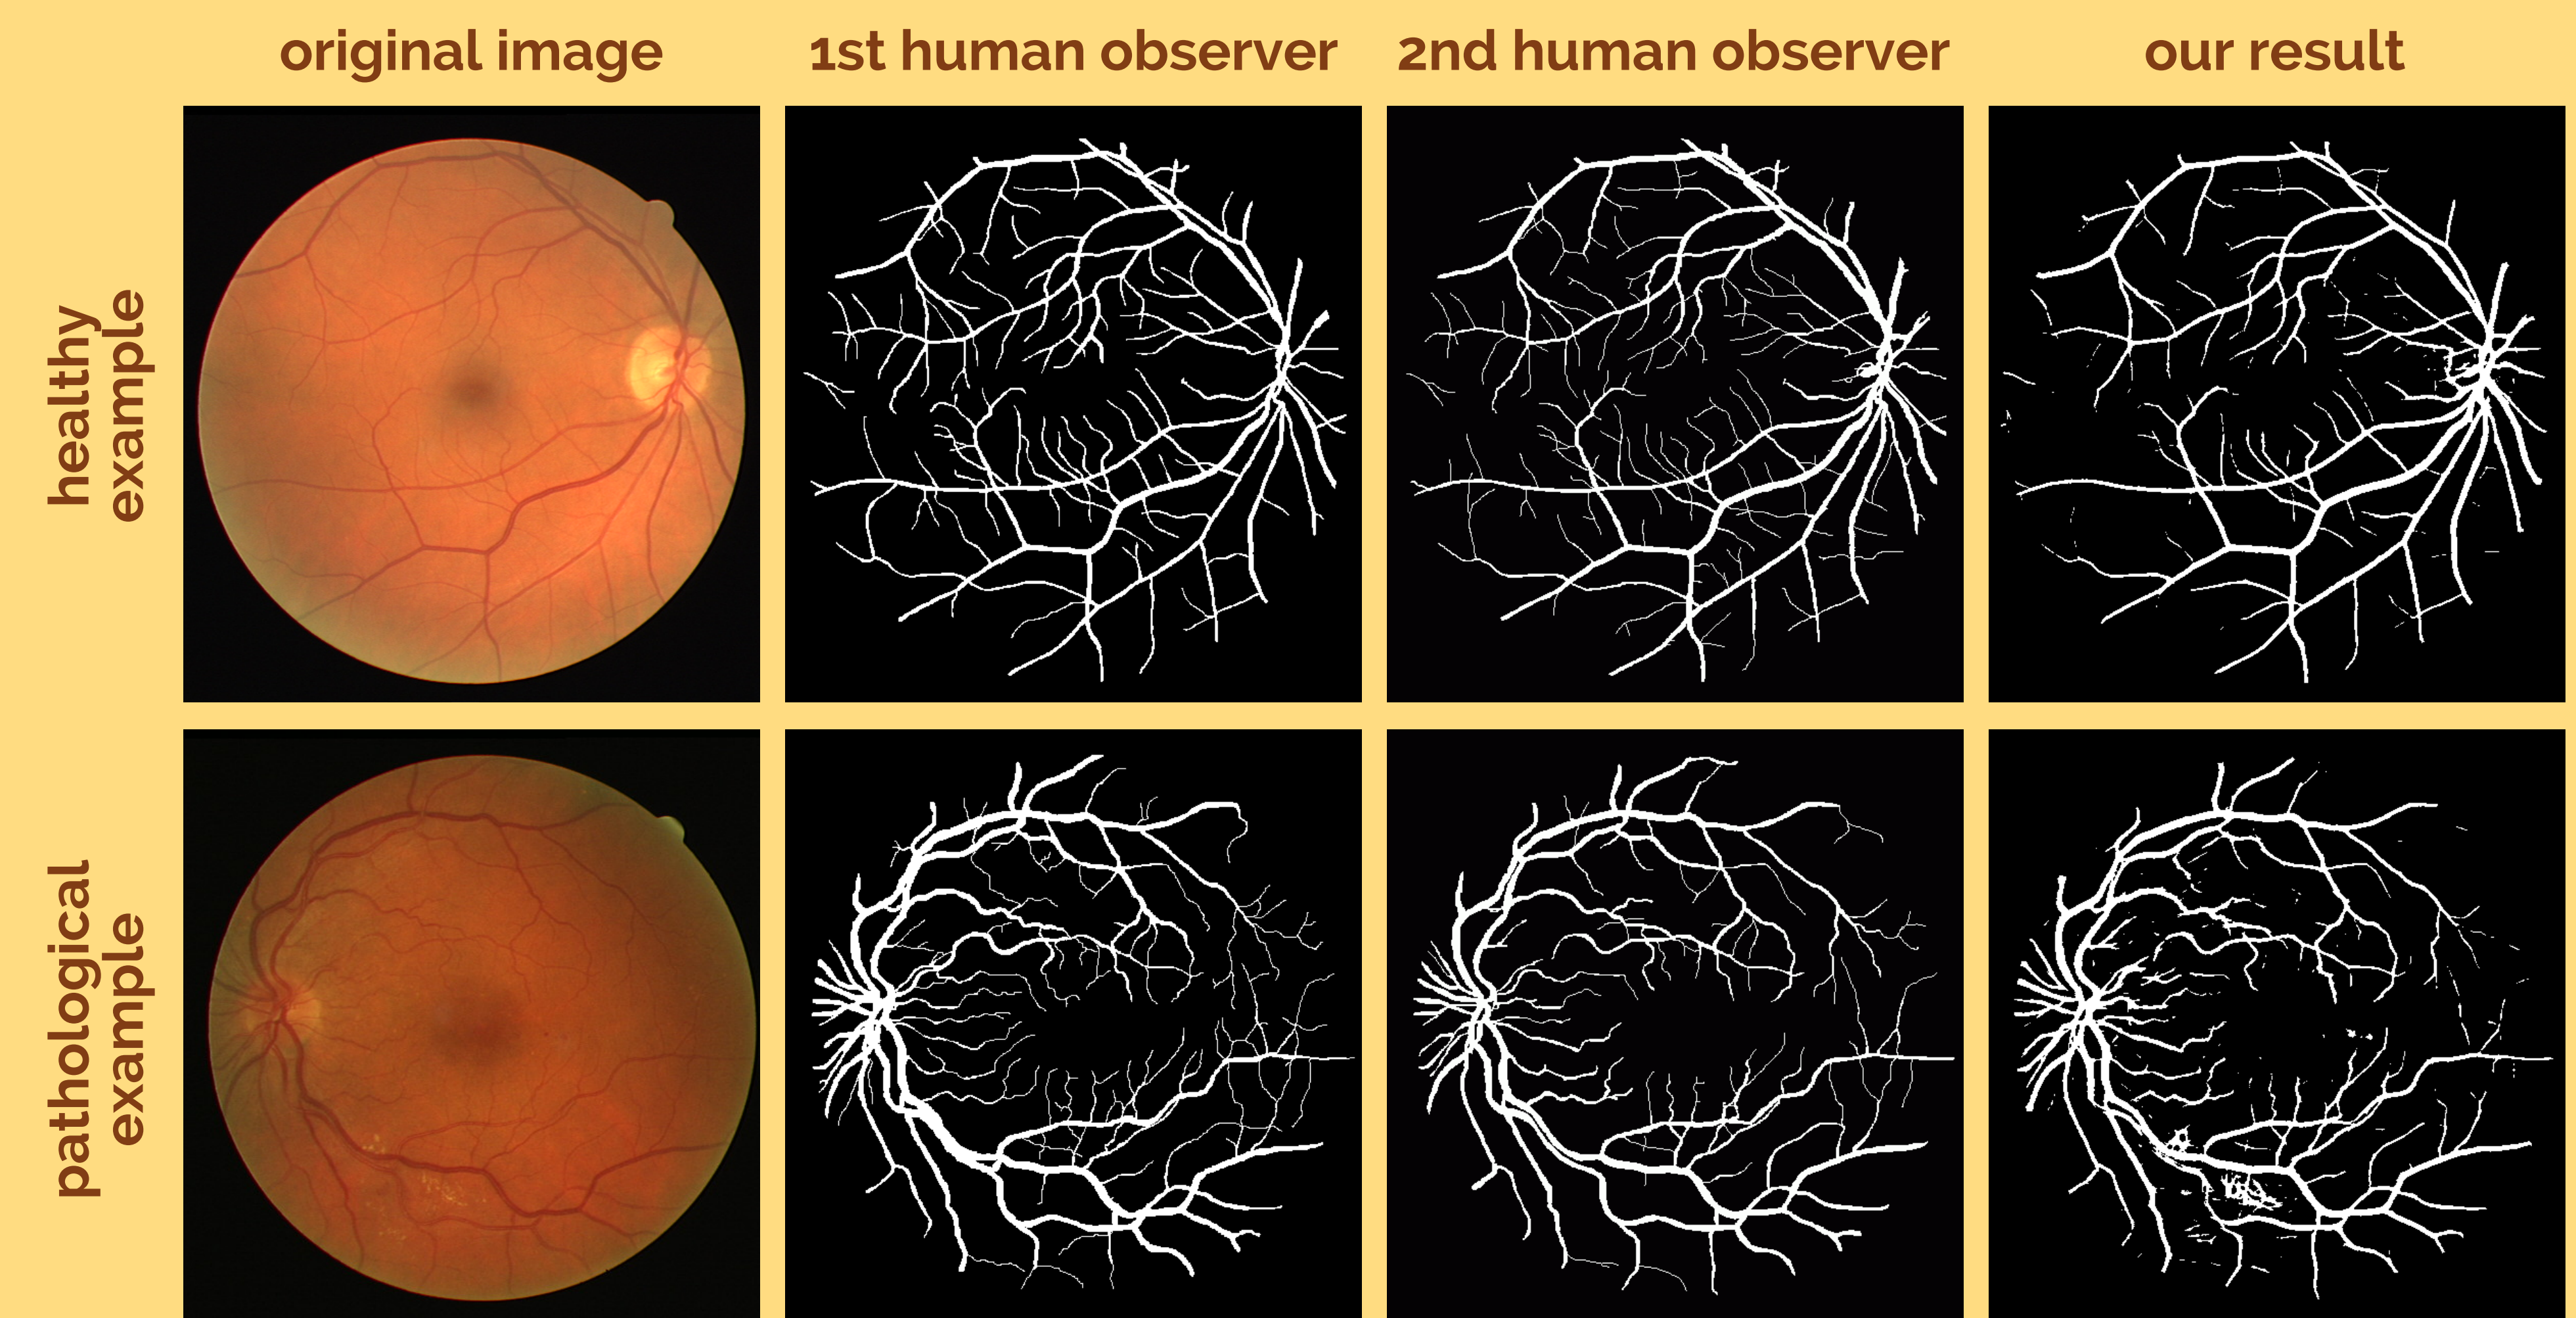 original image
1st human observer
2nd human observer
our result
healthy
example
pathological
example